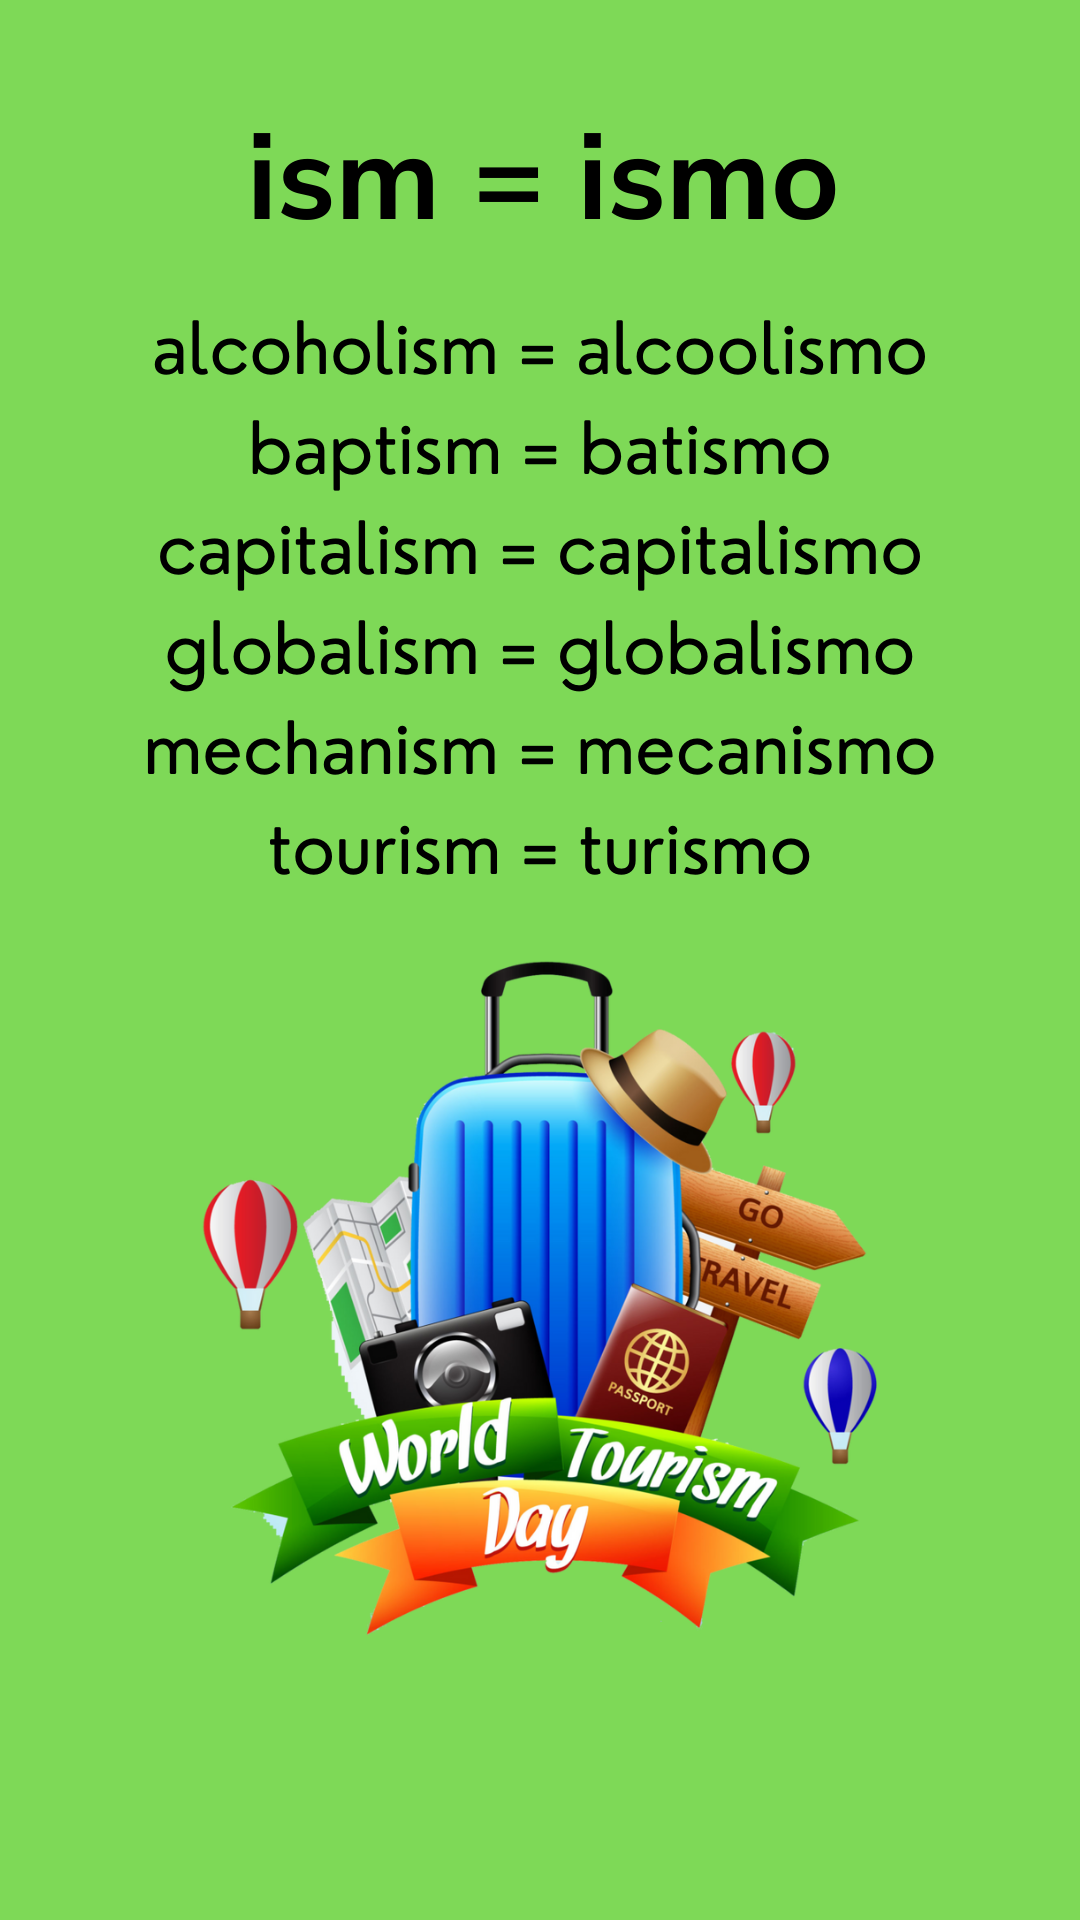 ism = ismo
alcoholism = alcoolismo
baptism = batismo
capitalism = capitalismo
globalism = globalismo
mechanism = mecanismo
tourism = turismo
GO
TRAVEL
PASSPORT
World Tourism
Day